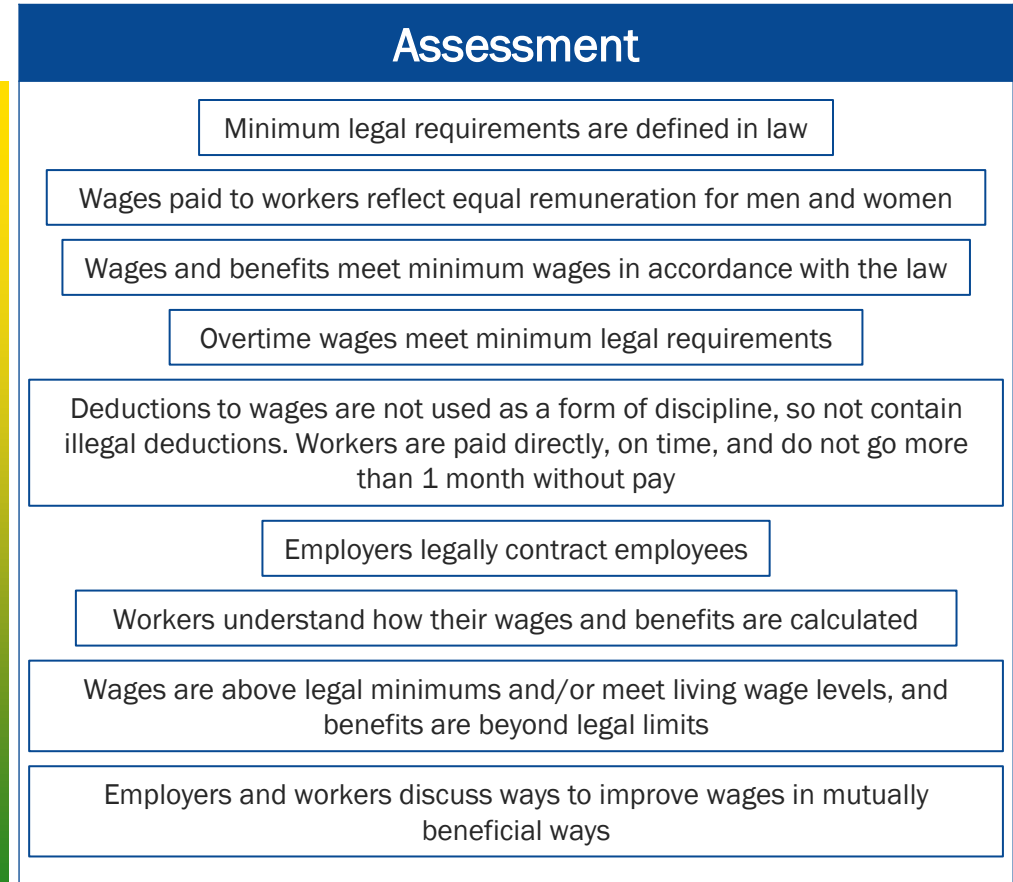 Assessment
Minimum legal requirements are defined in law
Wages paid to workers reflect equal remuneration for men and women
Wages and benefits meet minimum wages in accordance with the law
Overtime wages meet minimum legal requirements
Deductions to wages are not used as a form of discipline, so not contain
illegal deductions. Workers are paid directly, on time, and do not go more
than 1 month without pay
Employers legally contract employees
Workers understand how their wages and benefits are calculated
Wages are above legal minimums and/or meet living wage levels, and
benefits are beyond legal limits
Employers and workers discuss ways to improve wages in mutually
beneficial ways